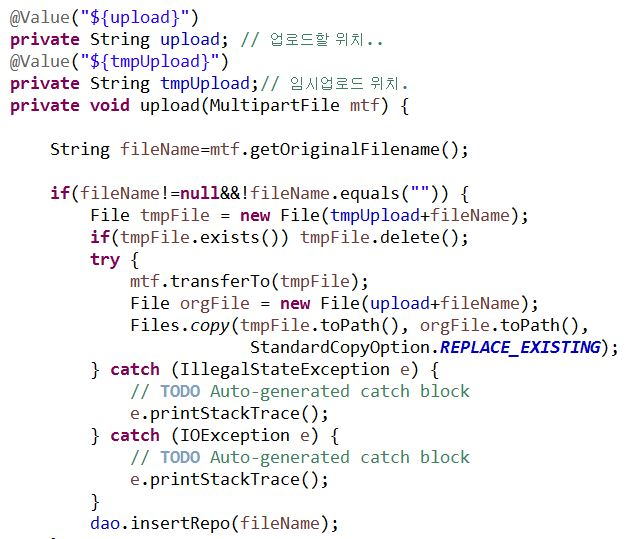 @Value("${upload}")
private String upload; // 업로드할 위치..
@Value("${tmpUpload}")
private String tmpUpload;// 임시업로드 위치.
private void upload(MultipartFile mtf) {
String fileName=mtf.getOriginalFilename();
if(fileName!=null&&!fileName.equals("")) {
File tmpFile = new File(tmpUpload+fileName);
if(tmpFile.exists()) tmpFile.delete();
try {
mtf.transferTo(tmpFile);
File orgFile = new File(upload+fileName);
Files.copy(tmpFile.toPath(), orgFile.toPath(),
StandardCopyOption.REPLACE_EXISTING);
} catch (IllegalStateException e) {
// TODO Auto-generated catch block
e.printStackTrace();
} catch (IOException e) {
// TODO Auto-generated catch block
e.printStackTrace();
}
dao.insertRepo(fileName);